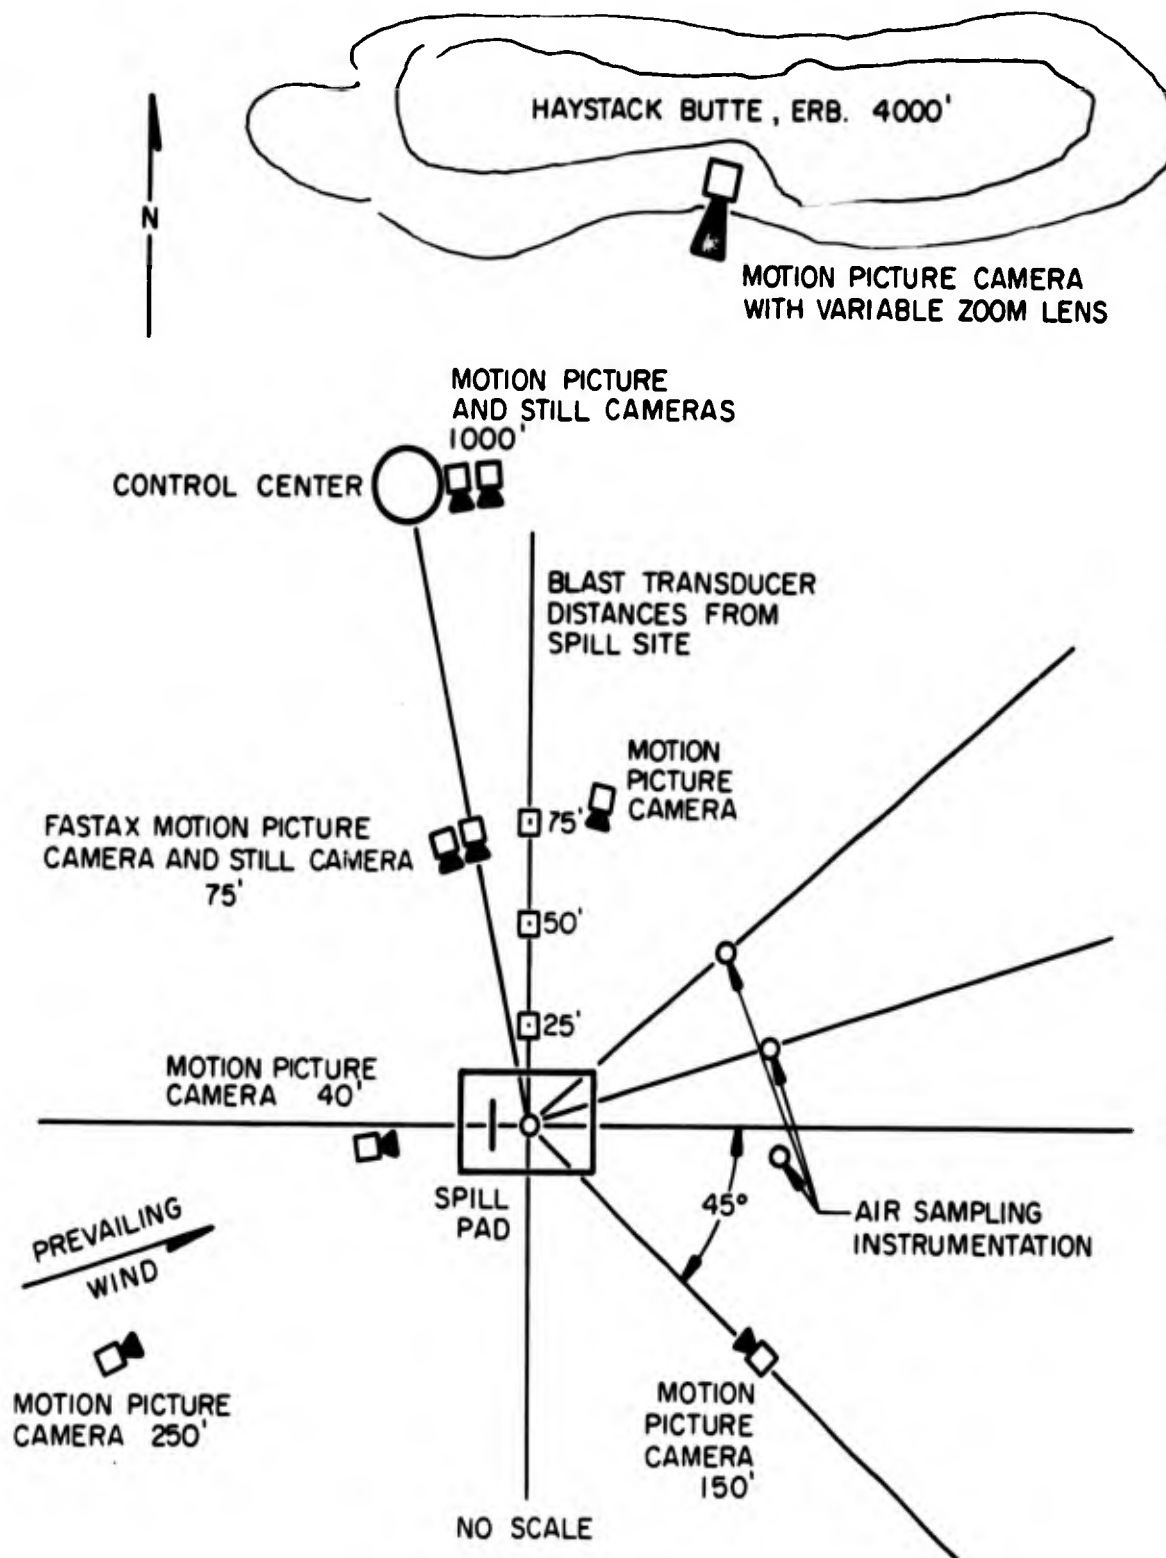 HAYSTACK BUTTE, ERB. 4000'
N
MOTION PICTURE CAMERA
WITH VARIABLE ZOOM LENS
MOTION PICTURE
AND STILL CAMERAS
1000'
CONTROL CENTER
BLAST TRANSDUCER
DISTANCES FROM
SPILL SITE
MOTION
PICTURE
CAMERA
75'
FASTAX MOTION PICTURE
CAMERA AND STILL CAMERA
75'
50'
25'
MOTION PICTURE
CAMERA 40'
SPILL
PAD
45°
AIR SAMPLING
INSTRUMENTATION
PREVAILING
WIND
MOTION PICTURE
CAMERA 250'
MOTION
PICTURE
CAMERA
150'
NO SCALE